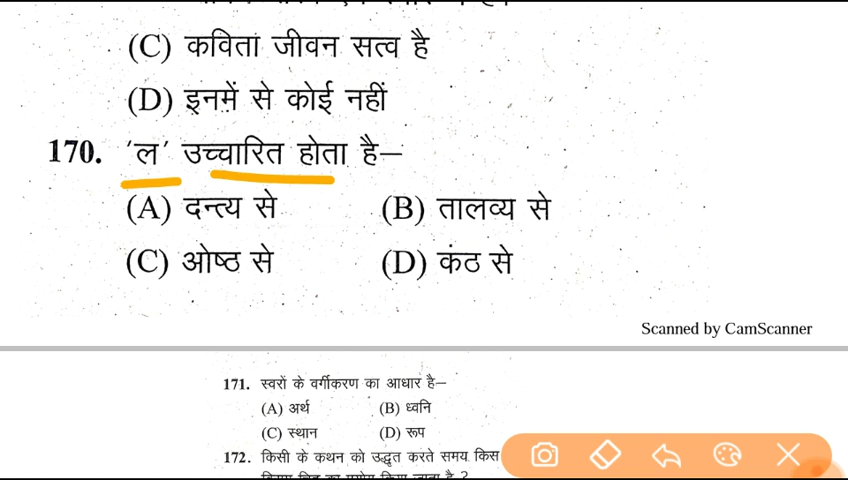 (C) कविता जीवन सत्व है
(D) इनमें से कोई नहीं
170. 'ल' उच्चारित होता है—
(A) दन्त्य से (B) तालव्य से
(C) ओष्ठ से (D) कंठ से
Scanned by CamScanner
171. स्वरों के वर्गीकरण का आधार है—
(A) अर्थ (B) ध्वनि
(C) स्थान (D) रूप
172. किसी के कथन को उद्धृत करते समय किस